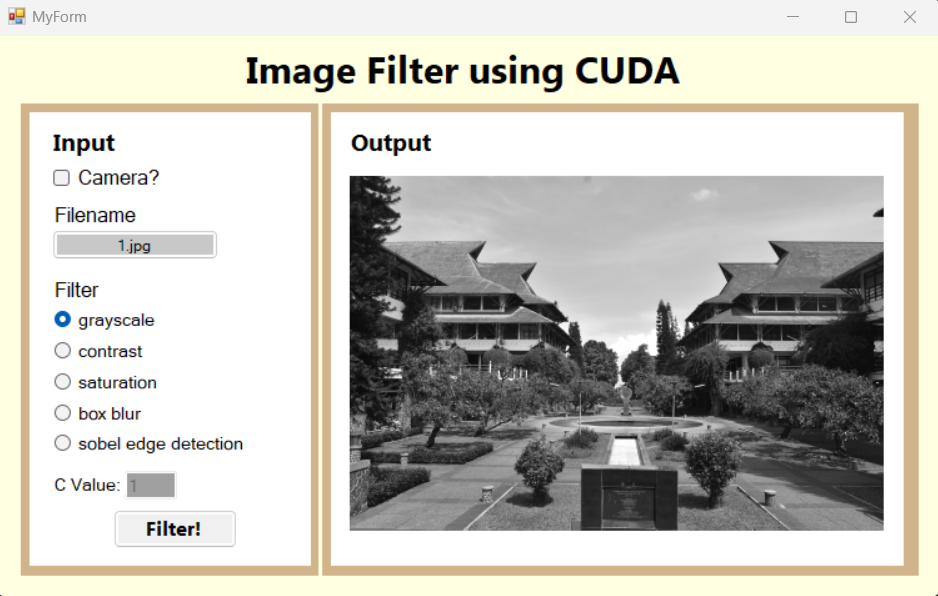 MyForm
Image Filter using CUDA
Input
Camera?
Filename
1.jpg
Filter
grayscale
contrast
saturation
box blur
sobel edge detection
C Value: 1
Filter!
Output